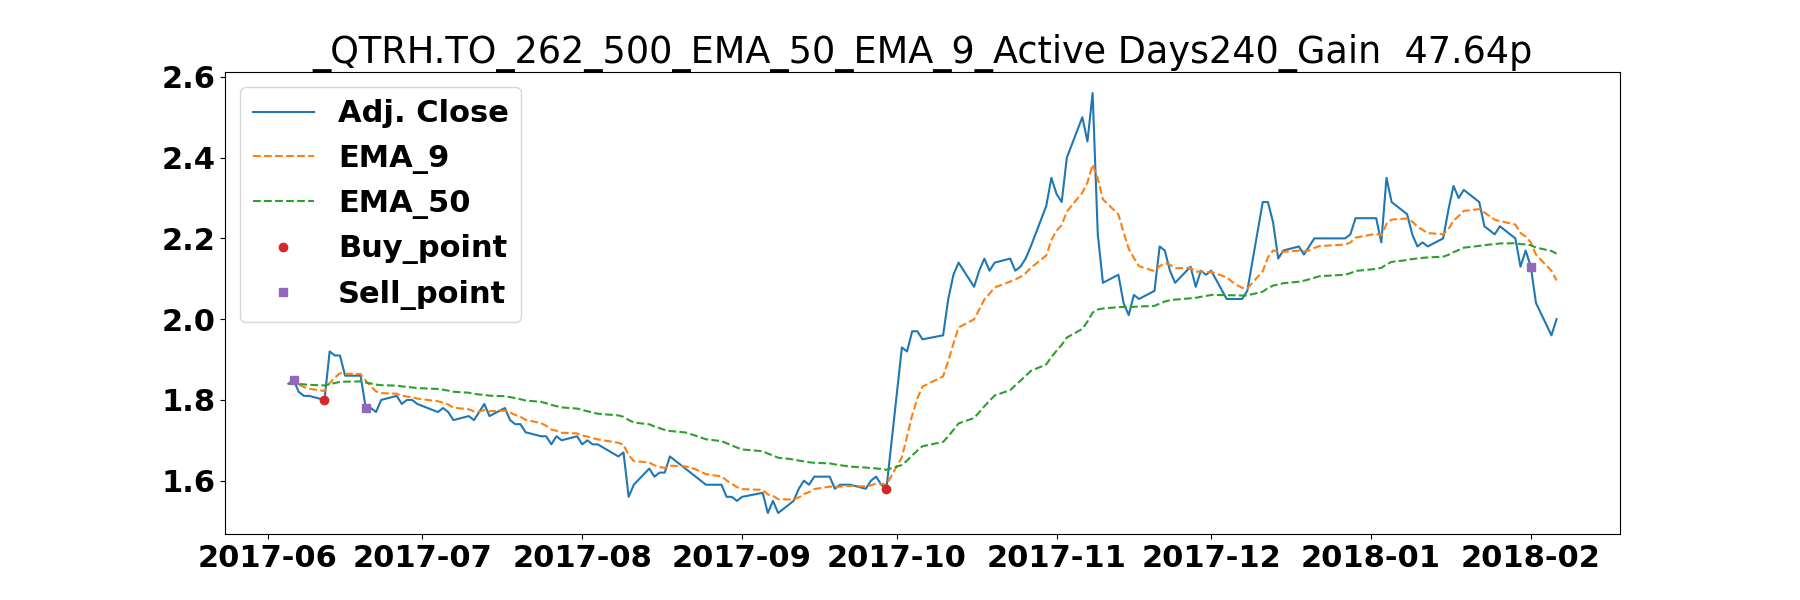 _QTRH.TO_262_500_EMA_50_EMA_9_Active Days240_Gain  47.64p
2.6
2.4
2.2
2.0
1.8
1.6
Adj. Close
EMA_9
EMA_50
Buy_point
Sell_point
2017-06 2017-07 2017-08 2017-09 2017-10 2017-11 2017-12 2018-01 2018-02